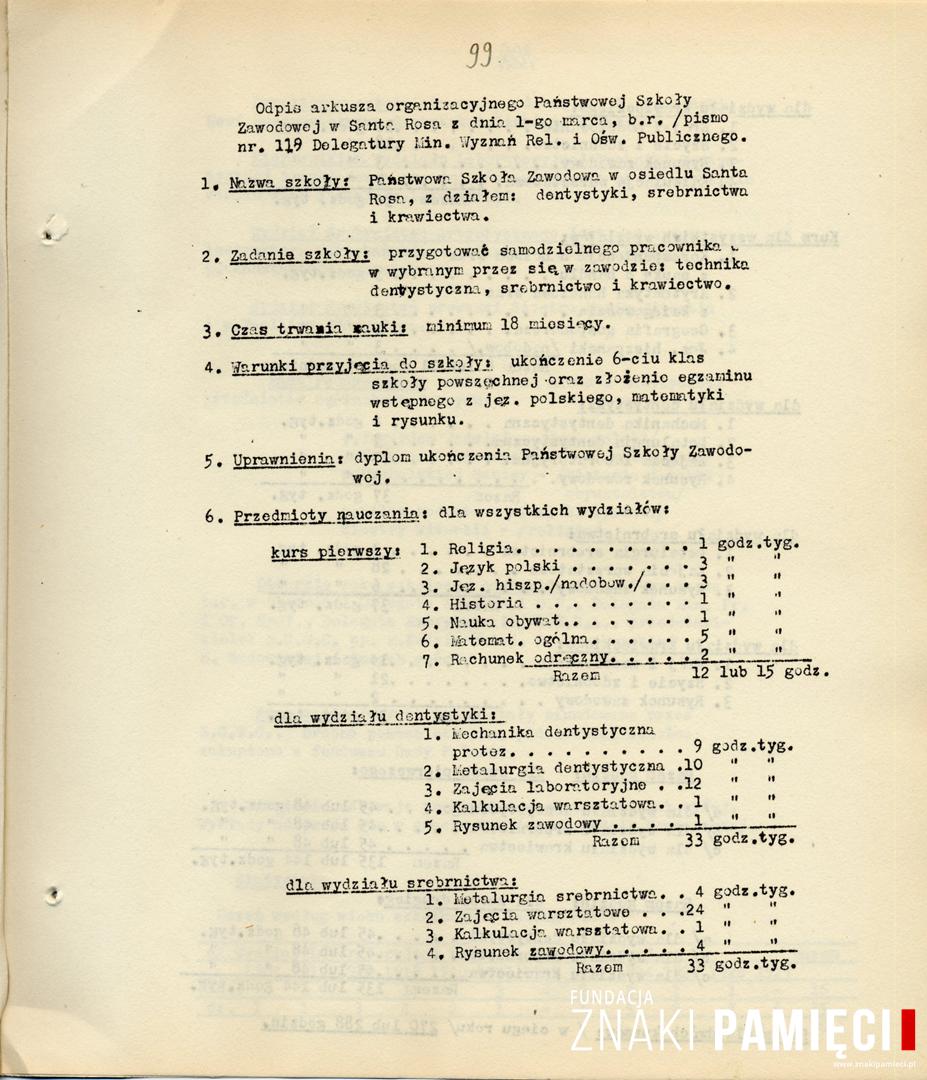 99.
Odpis arkusza organizacyjnego Państwowej Szkoły
Zawodowej w Santa Rosa z dnia 1-go marca, b.r. /pismo
nr. 119 Delegatury Min. Wyznań Rel. i Ośw. Publicznego.
1. Nazwa szkoły: Państwowa Szkoła Zawodowa w osiedlu Santa
Rosa, z działem: dentystyki, srebrnictwa
i krawiectwa.
2. Zadanie szkoły: przygotować samodzielnego pracownika
w wybranym przez się w zawodzie: technika
dentystyczna, srebrnictwo i krawiectwo.
3. Czas trwania nauki: minimum 18 miesięcy.
4. Warunki przyjęcia do szkoły: ukończenie 6-ciu klas
szkoły powszęchnej oraz złożenie egzaminu
wstępnego z jęz. polskiego, matematyki
i rysunku.
5. Uprawnienia: dyplom ukończenia Państwowej Szkoły Zawodo-
wej.
6. Przedmioty nauczania: dla wszystkich wydziałów:
kurs pierwszy: 1. Religia. . . . . . . . . . 1 godz.tyg.
2. Język polski . . . . . . . 3 " "
3. Jęz. hiszp./nadobow./. . . 3 " "
4. Historia . . . . . . . . . 1 " "
5. Nauka obywat.. . . . . . . 1 " "
6. Matemat. ogólna. . . . . . 5 " "
7. Rachunek odręczny. . . . . 2 " "
Razem 12 lub 15 godz.
dla wydziału dentystyki:
1. Mechanika dentystyczna
protez. . . . . . . . . . 9 godz.tyg.
2. Metalurgia dentystyczna .10 " "
3. Zajęcia laboratoryjne . .12 " "
4. Kalkulacja warsztatowa. . 1 " "
5. Rysunek zawodowy . . . . 1 " "
Razem 33 godz.tyg.
dla wydziału srebrnictwa:
1. Metalurgia srebrnictwa. . 4 godz.tyg.
2. Zajęcia warsztatowe . . .24 " "
3. Kalkulacja warsztatowa. . 1 " "
4. Rysunek zawodowy. . . . . 4 " "
Razem 33 godz.tyg.
FUNDACJA
ZNAKI PAMIĘCI
www.znakipamieci.pl